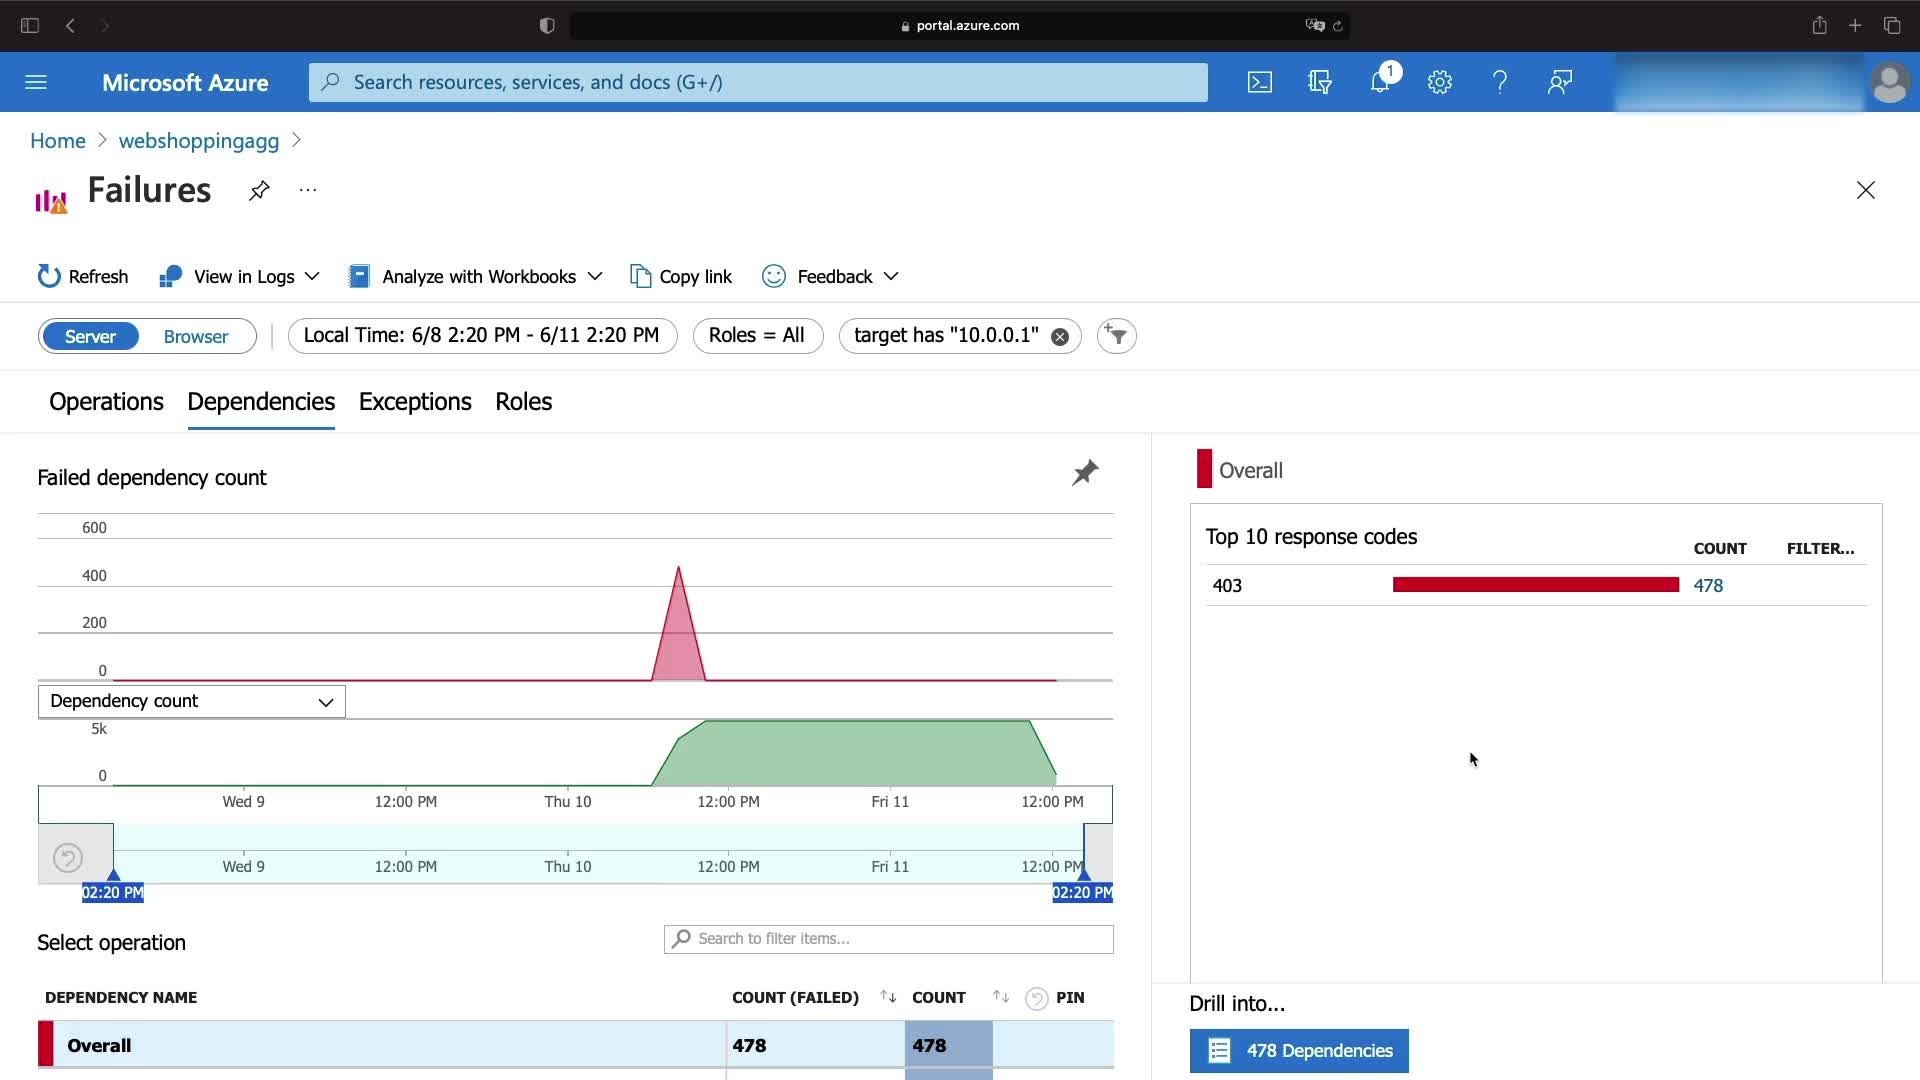 portal.azure.com
Microsoft Azure
Search resources, services, and docs (G+/)
1
Home > webshoppingagg >
Failures
...
Refresh
View in Logs
Analyze with Workbooks
Copy link
Feedback
Server
Browser
Local Time: 6/8 2:20 PM - 6/11 2:20 PM
Roles = All
target has "10.0.0.1"
Operations
Dependencies
Exceptions
Roles
Failed dependency count
600
400
200
0
Dependency count
5k
0
Wed 9 12:00 PM Thu 10 12:00 PM Fri 11 12:00 PM
Wed 9 12:00 PM Thu 10 12:00 PM Fri 11 12:00 PM
02:20 PM 02:20 PM
Select operation
Search to filter items...
DEPENDENCY NAME COUNT (FAILED) COUNT PIN
Overall 478 478
Overall
Top 10 response codes
COUNT FILTER...
403 478
Drill into...
478 Dependencies